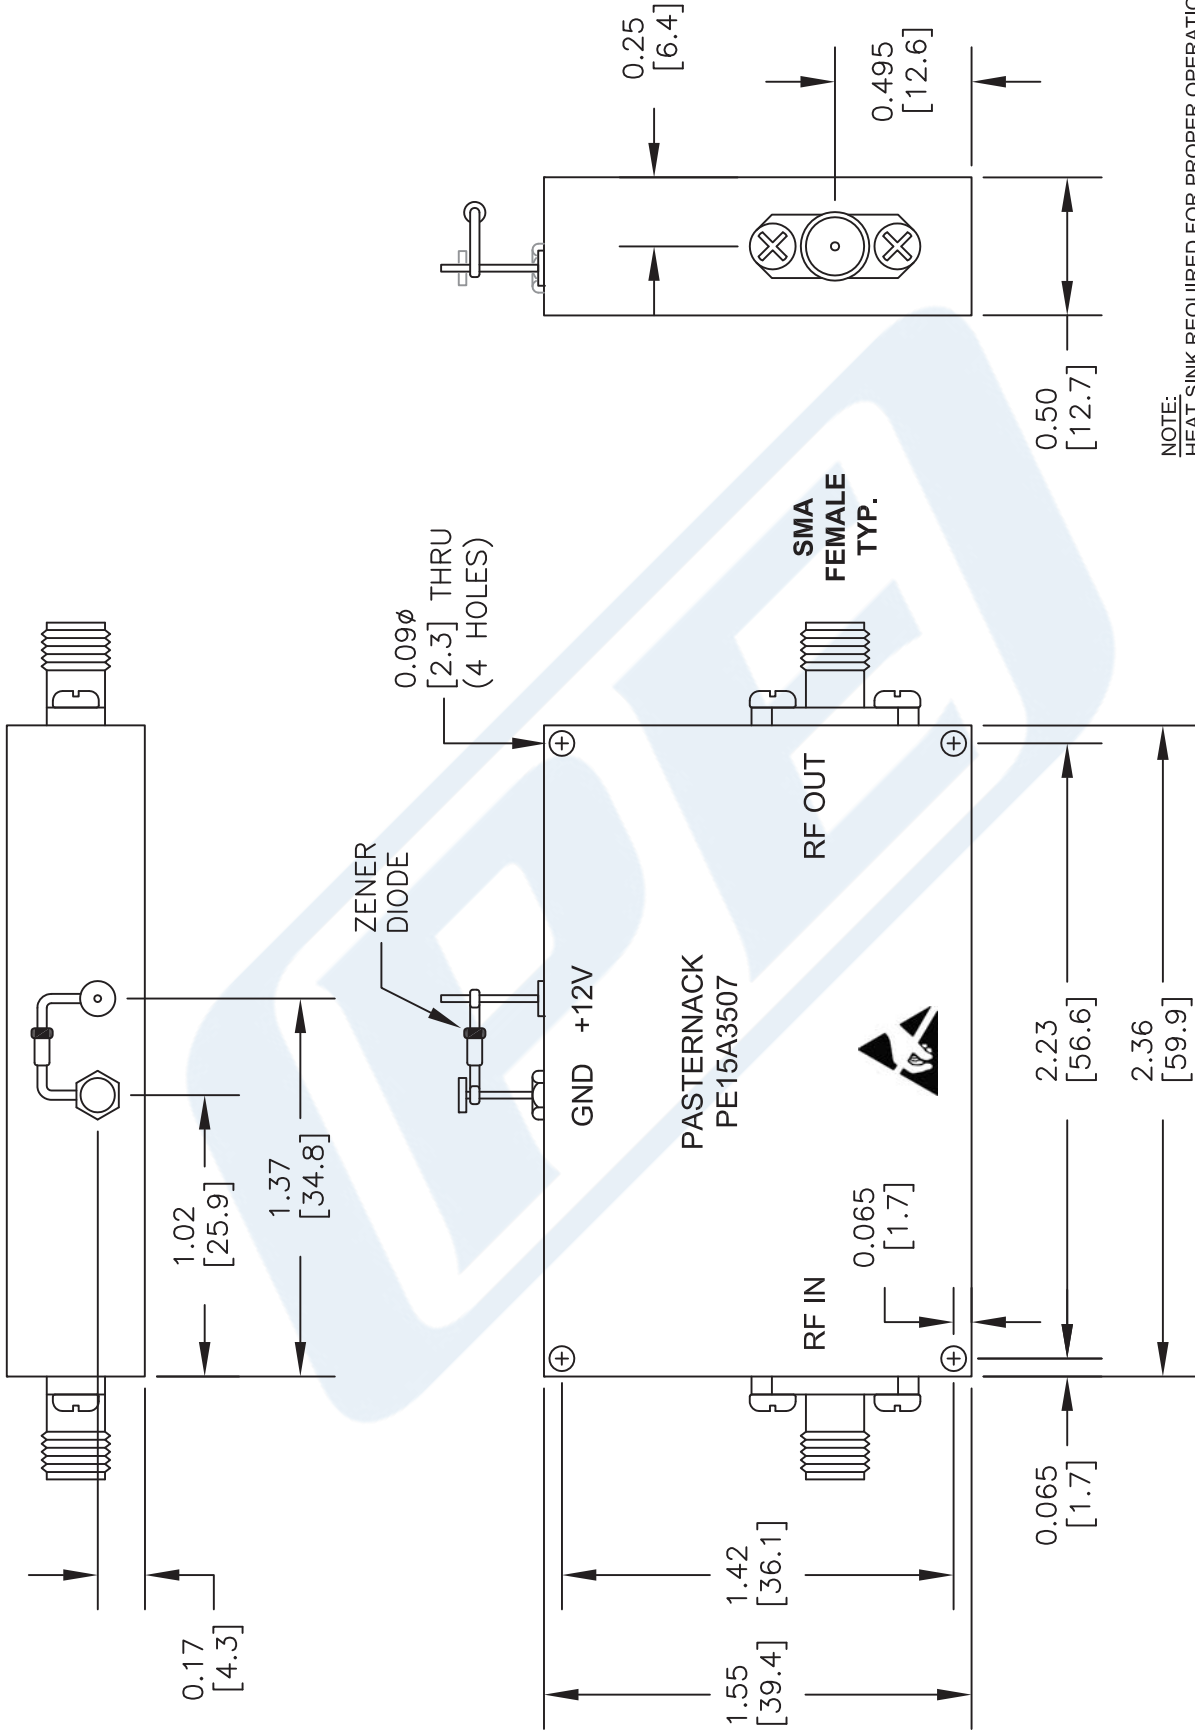 0.17
[4.3]
1.02
[25.9]
1.37
[34.8]
ZENER
DIODE
0.09ø
[2.3] THRU
(4 HOLES)
0.25
[6.4]
1.55
[39.4]
1.42
[36.1]
GND +12V
PASTERNACK
PE15A3507
RF IN
RF OUT
0.065
[1.7]
SMA
FEMALE
TYP.
0.495
[12.6]
0.065
[1.7]
2.23
[56.6]
2.36
[59.9]
0.50
[12.7]
NOTE:
HEAT SINK REQUIRED FOR PROPER
PE